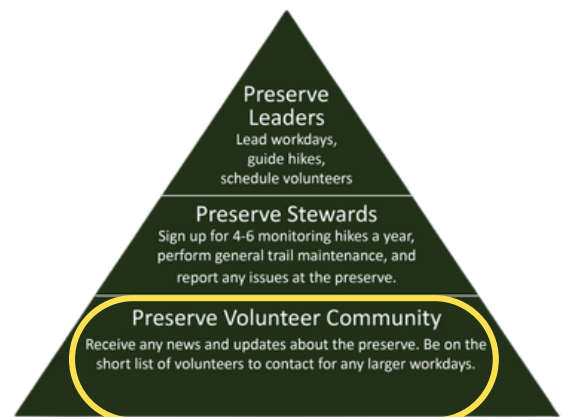 Preserve
Leaders
Lead workdays,
guide hikes,
schedule volunteers
Preserve Stewards
Sign up for 4-6 monitoring hikes a year,
perform general trail maintenance, and
report any issues at the preserve.
Preserve Volunteer Community
Receive any news and updates about the preserve. Be on the
short list of volunteers to contact for any larger workdays.